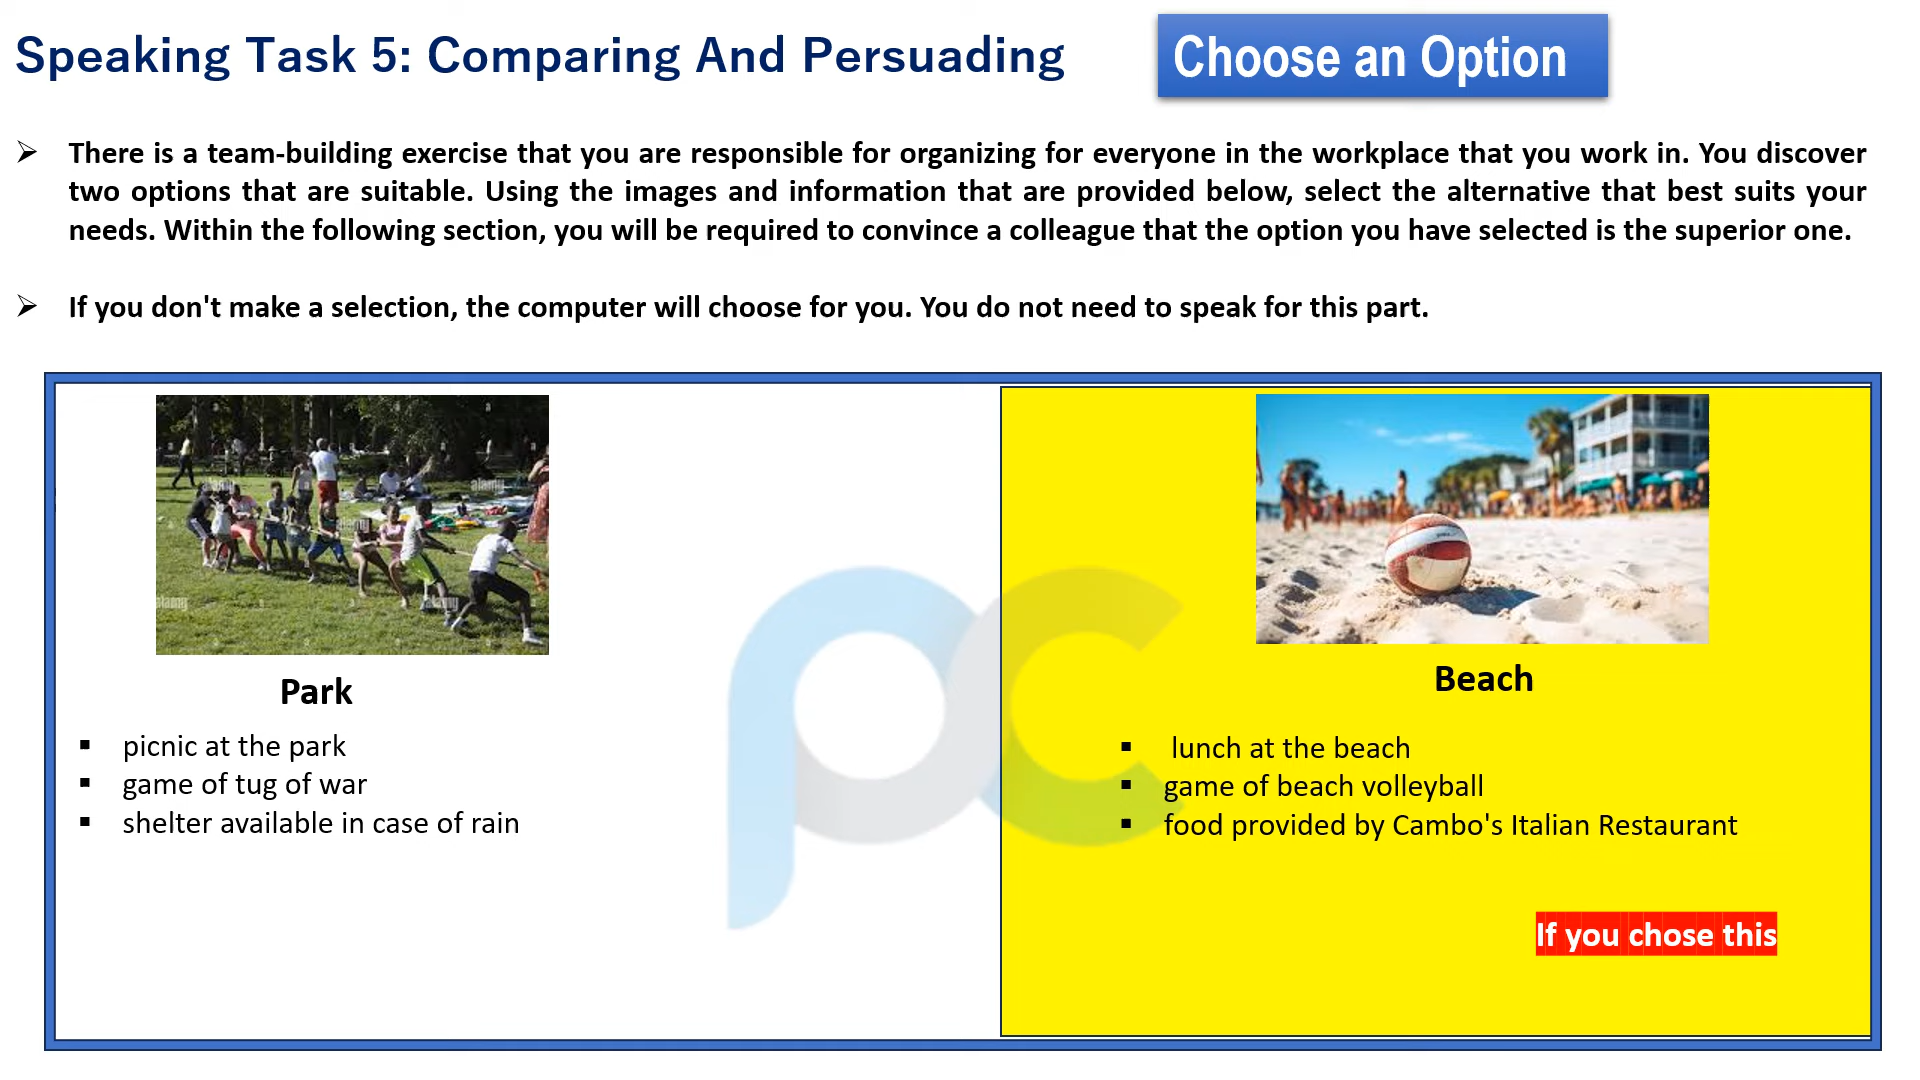 Speaking Task 5: Comparing And Persuading
Choose an Option
➢ There is a team-building exercise that you are responsible for organizing for everyone in the workplace that you work in. You discover
two options that are suitable. Using the images and information that are provided below, select the alternative that best suits your
needs. Within the following section, you will be required to convince a colleague that the option you have selected is the superior one.
➢ If you don't make a selection, the computer will choose for you. You do not need to speak for this part.
alamy
alamy
alamy
alamy
a
Park
▪ picnic at the park
▪ game of tug of war
▪ shelter available in case of rain
pc
Beach
▪ lunch at the beach
▪ game of beach volleyball
▪ food provided by Cambo's Italian Restaurant
If you chose this